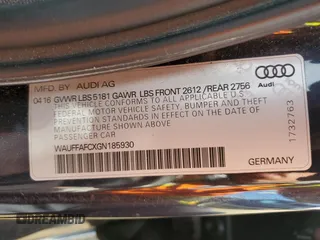 MFD. BY AUDI AG
04 16 GVWR LBS 5181 GAWR LBS FRONT 2612 /REAR 2756
THIS VEHICLE CONFORMS TO ALL APPLICABLE U.S.
FEDERAL MOTOR VEHICLE SAFETY, BUMPER AND THEFT
PREVENTION STANDARDS IN EFFECT ON THE DATE OF
MANUFACTURE SHOWN ABOVE
PASSENGER CAR
WAUFFAFCXGN185930
GERMANY
Audi
1732763
DREAMBID